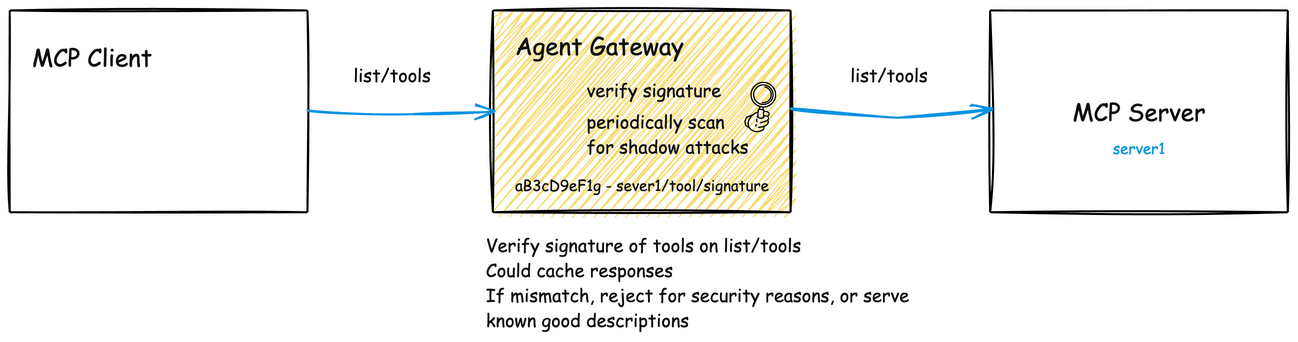 MCP Client
list/tools
Agent Gateway
verify signature
periodically scan
for shadow attacks
aB3cD9eF1g - sever1/tool/signature
list/tools
MCP Server
server1
Verify signature of tools on list/tools
Could cache responses
If mismatch, reject for security reasons, or serve
known good descriptions